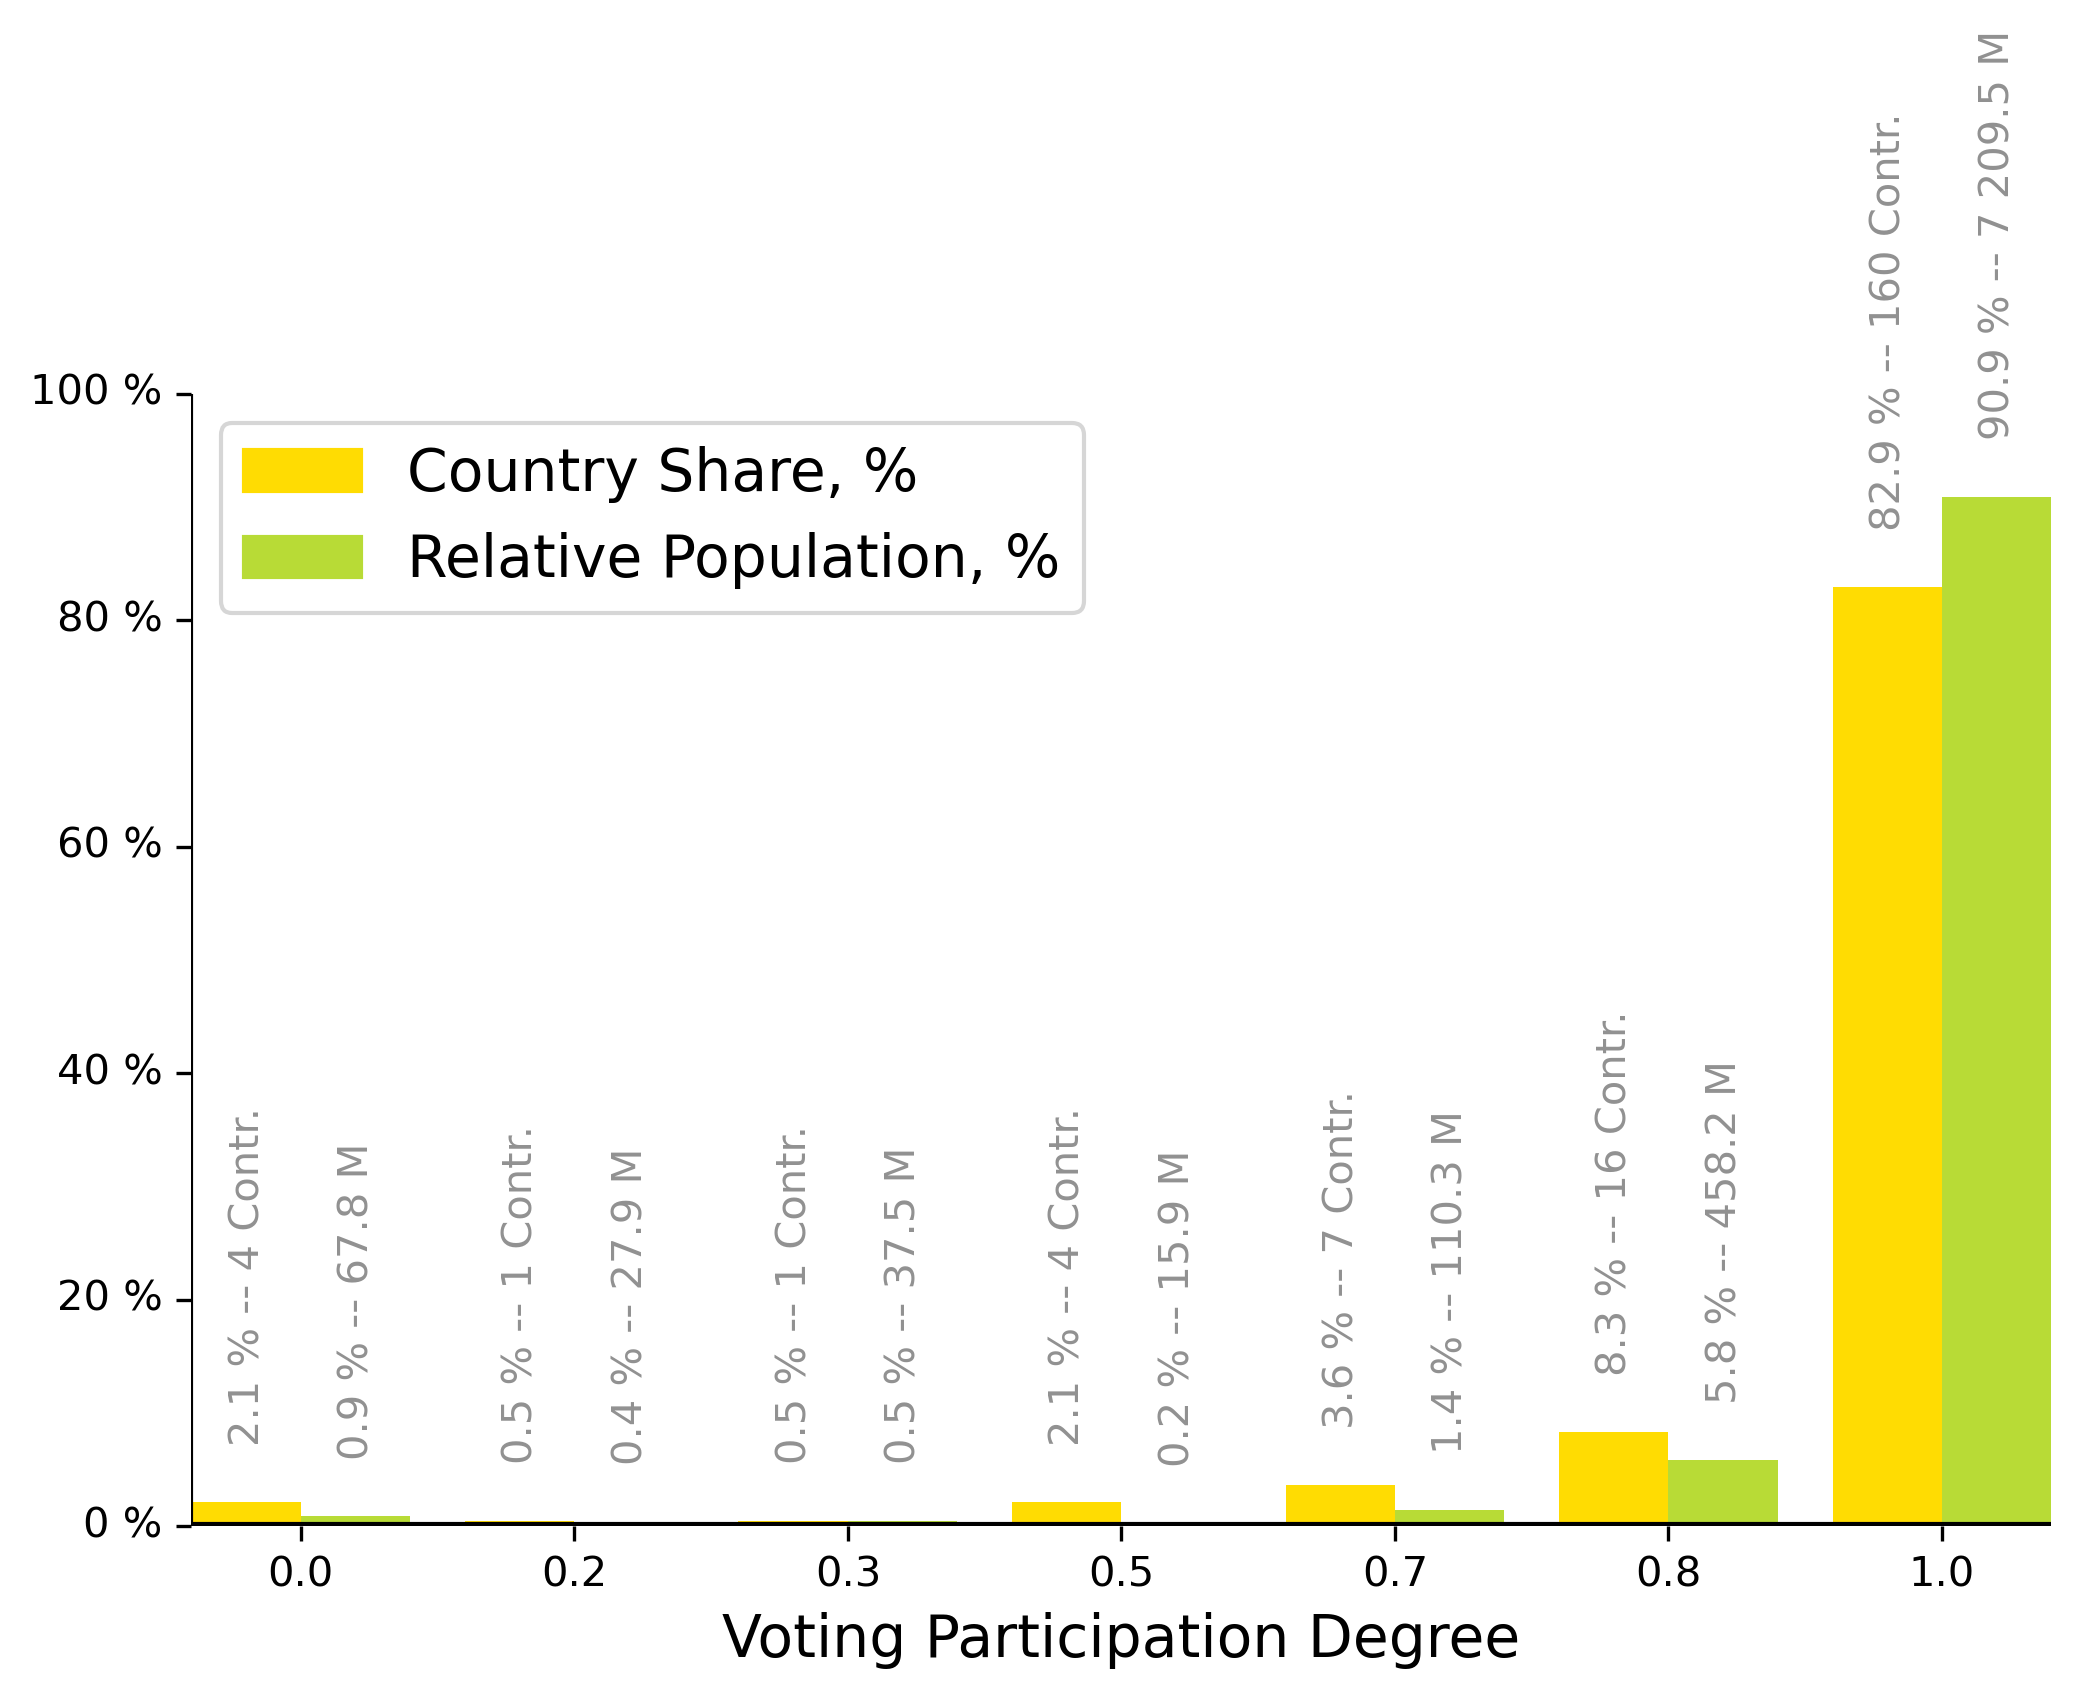 100 %
80 %
60 %
40 %
20 %
0 %
Country Share, %
Relative Population, %
2.1 % -- 4 Contr.
0.9 % -- 67.8 M
0.5 % -- 1 Contr.
0.4 % -- 27.9 M
0.5 % -- 1 Contr.
0.5 % -- 37.5 M
2.1 % -- 4 Contr.
0.2 % -- 15.9 M
3.6 % -- 7 Contr.
1.4 % -- 110.3 M
8.3 % -- 16 Contr.
5.8 % -- 458.2 M
82.9 % -- 160 Contr.
90.9 % -- 7 209.5 M
0.0 0.2 0.3 0.5 0.7 0.8 1.0
Voting Participation Degree